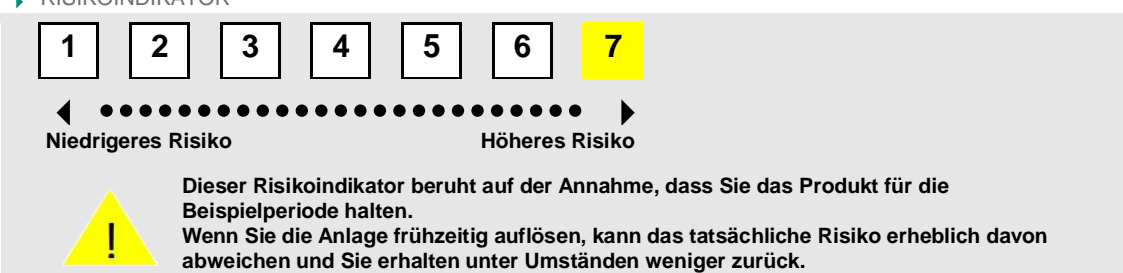 RISIKOINDIKATOR
1 2 3 4 5 6 7
Niedrigeres Risiko Höheres Risiko
Dieser Risikoindikator beruht auf der Annahme, dass Sie das Produkt für die
Beispielperiode halten.
Wenn Sie die Anlage frühzeitig auflösen, kann das tatsächliche Risiko erheblich davon
abweichen und Sie erhalten unter Umständen weniger zurück.